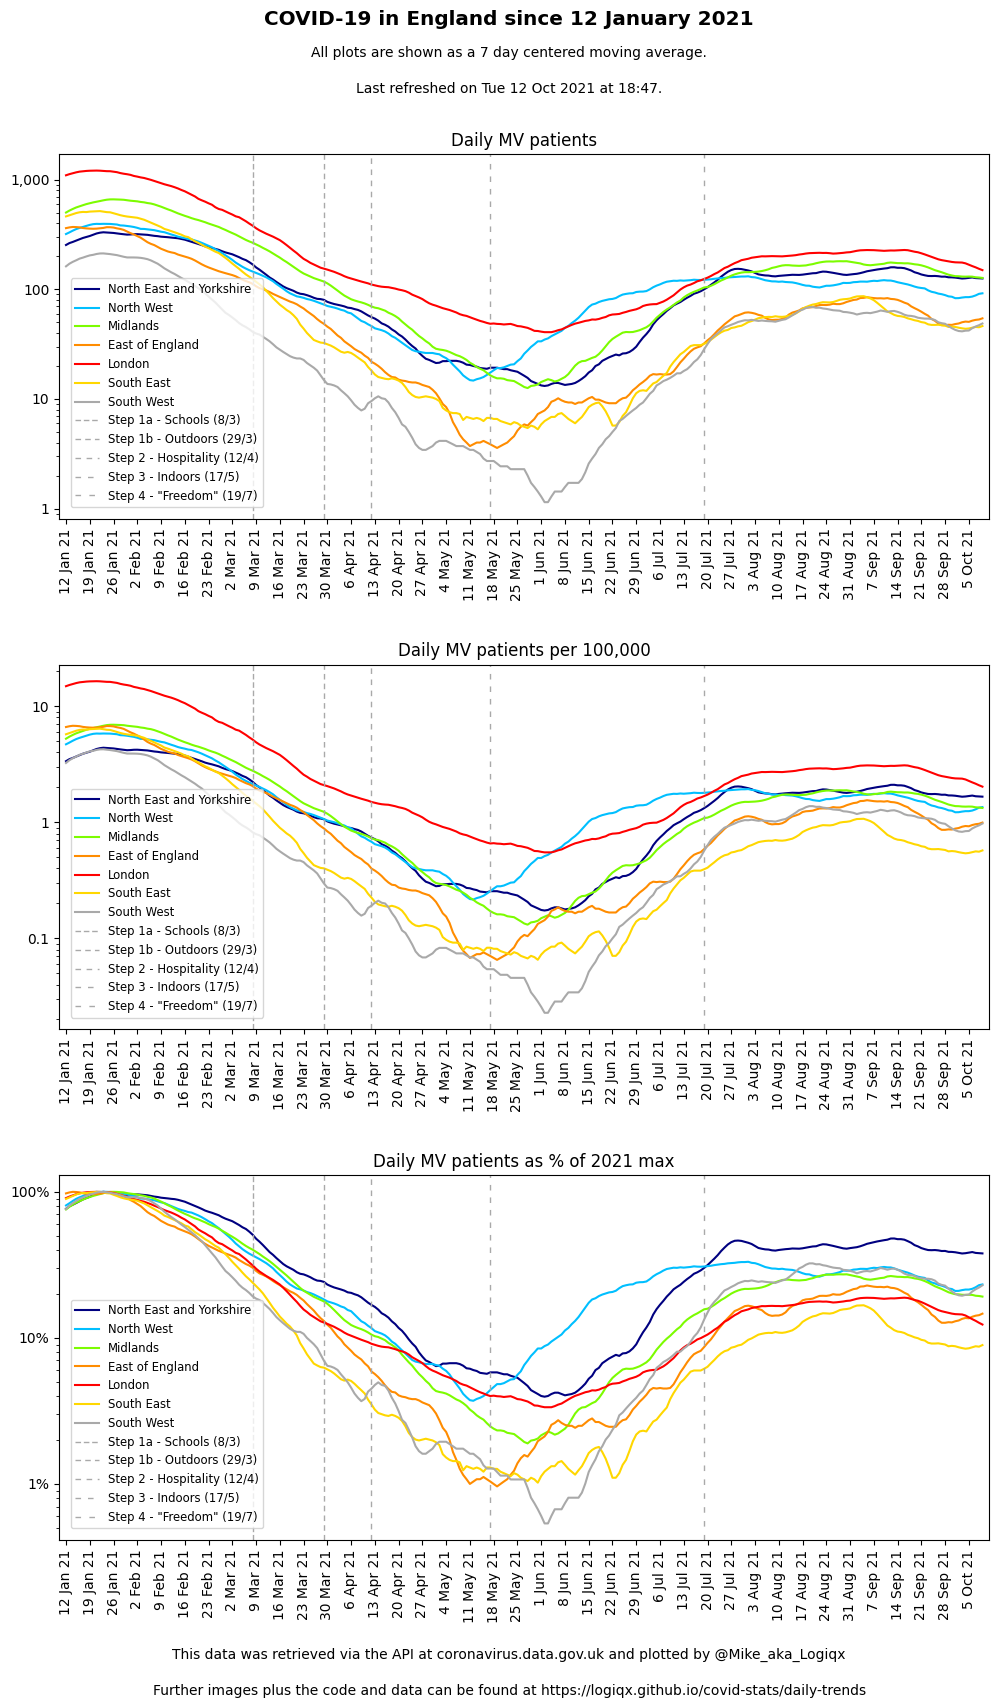 COVID-19 in England since 12 January 2021
All plots are shown as a 7 day centered moving average.
Last refreshed on Tue 12 Oct 2021 at 18:47.
Daily MV patients
1,000
100
10
1
North East and Yorkshire
North West
Midlands
East of England
London
South East
South West
Step 1a - Schools (8/3)
Step 1b - Outdoors (29/3)
Step 2 - Hospitality (12/4)
Step 3 - Indoors (17/5)
Step 4 - "Freedom" (19/7)
12 Jan 21
19 Jan 21
26 Jan 21
2 Feb 21
9 Feb 21
16 Feb 21
23 Feb 21
2 Mar 21
9 Mar 21
16 Mar 21
23 Mar 21
30 Mar 21
6 Apr 21
13 Apr 21
20 Apr 21
27 Apr 21
4 May 21
11 May 21
18 May 21
25 May 21
1 Jun 21
8 Jun 21
15 Jun 21
22 Jun 21
29 Jun 21
6 Jul 21
13 Jul 21
20 Jul 21
27 Jul 21
3 Aug 21
10 Aug 21
17 Aug 21
24 Aug 21
31 Aug 21
7 Sep 21
14 Sep 21
21 Sep 21
28 Sep 21
5 Oct 21
Daily MV patients per 100,000
10
1
0.1
North East and Yorkshire
North West
Midlands
East of England
London
South East
South West
Step 1a - Schools (8/3)
Step 1b - Outdoors (29/3)
Step 2 - Hospitality (12/4)
Step 3 - Indoors (17/5)
Step 4 - "Freedom" (19/7)
12 Jan 21
19 Jan 21
26 Jan 21
2 Feb 21
9 Feb 21
16 Feb 21
23 Feb 21
2 Mar 21
9 Mar 21
16 Mar 21
23 Mar 21
30 Mar 21
6 Apr 21
13 Apr 21
20 Apr 21
27 Apr 21
4 May 21
11 May 21
18 May 21
25 May 21
1 Jun 21
8 Jun 21
15 Jun 21
22 Jun 21
29 Jun 21
6 Jul 21
13 Jul 21
20 Jul 21
27 Jul 21
3 Aug 21
10 Aug 21
17 Aug 21
24 Aug 21
31 Aug 21
7 Sep 21
14 Sep 21
21 Sep 21
28 Sep 21
5 Oct 21
Daily MV patients as % of 2021 max
100%
10%
1%
North East and Yorkshire
North West
Midlands
East of England
London
South East
South West
Step 1a - Schools (8/3)
Step 1b - Outdoors (29/3)
Step 2 - Hospitality (12/4)
Step 3 - Indoors (17/5)
Step 4 - "Freedom" (19/7)
12 Jan 21
19 Jan 21
26 Jan 21
2 Feb 21
9 Feb 21
16 Feb 21
23 Feb 21
2 Mar 21
9 Mar 21
16 Mar 21
23 Mar 21
30 Mar 21
6 Apr 21
13 Apr 21
20 Apr 21
27 Apr 21
4 May 21
11 May 21
18 May 21
25 May 21
1 Jun 21
8 Jun 21
15 Jun 21
22 Jun 21
29 Jun 21
6 Jul 21
13 Jul 21
20 Jul 21
27 Jul 21
3 Aug 21
10 Aug 21
17 Aug 21
24 Aug 21
31 Aug 21
7 Sep 21
14 Sep 21
21 Sep 21
28 Sep 21
5 Oct 21
This data was retrieved via the API at coronavirus.data.gov.uk and plotted by @Mike_aka_Logiqx
Further images plus the code and data can be found at https://logiqx.github.io/covid-stats/daily-trends